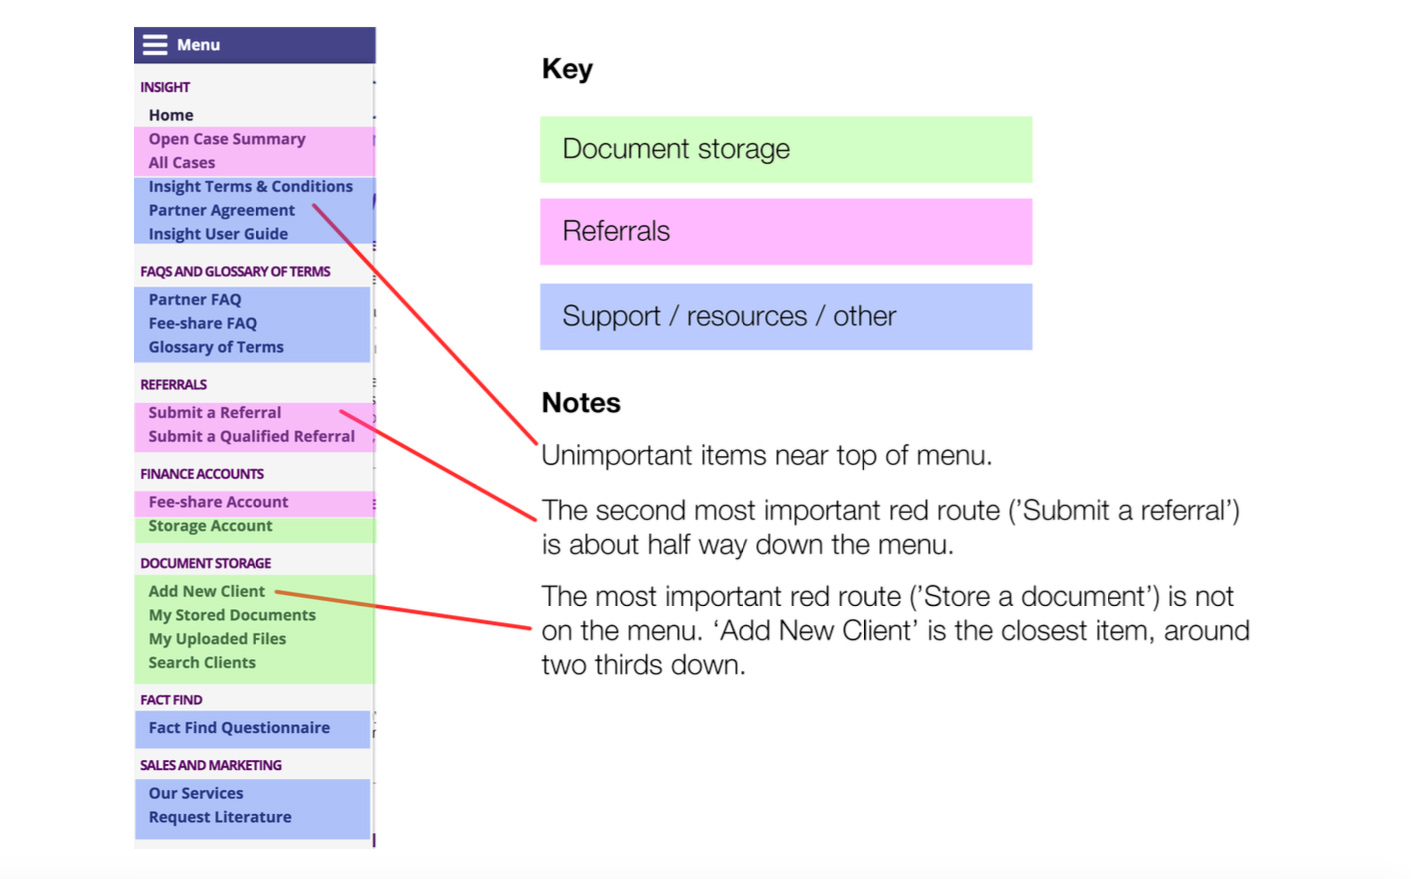 Menu
INSIGHT
Home
Open Case Summary
All Cases
Insight Terms & Conditions
Partner Agreement
Insight User Guide
FAQS AND GLOSSARY OF TERMS
Partner FAQ
Fee-share FAQ
Glossary of Terms
REFERRALS
Submit a Referral
Submit a Qualified Referral
FINANCE ACCOUNTS
Fee-share Account
Storage Account
DOCUMENT STORAGE
Add New Client
My Stored Documents
My Uploaded Files
Search Clients
FACT FIND
Fact Find Questionnaire
SALES AND MARKETING
Our Services
Request Literature
Key
Document storage
Referrals
Support / resources / other
Notes
Unimportant items near top of menu.
The second most important red route (’Submit a referral’)
is about half way down the menu.
The most important red route (’Store a document’) is not
on the menu. ‘Add New Client’ is the closest item, around
two thirds down.